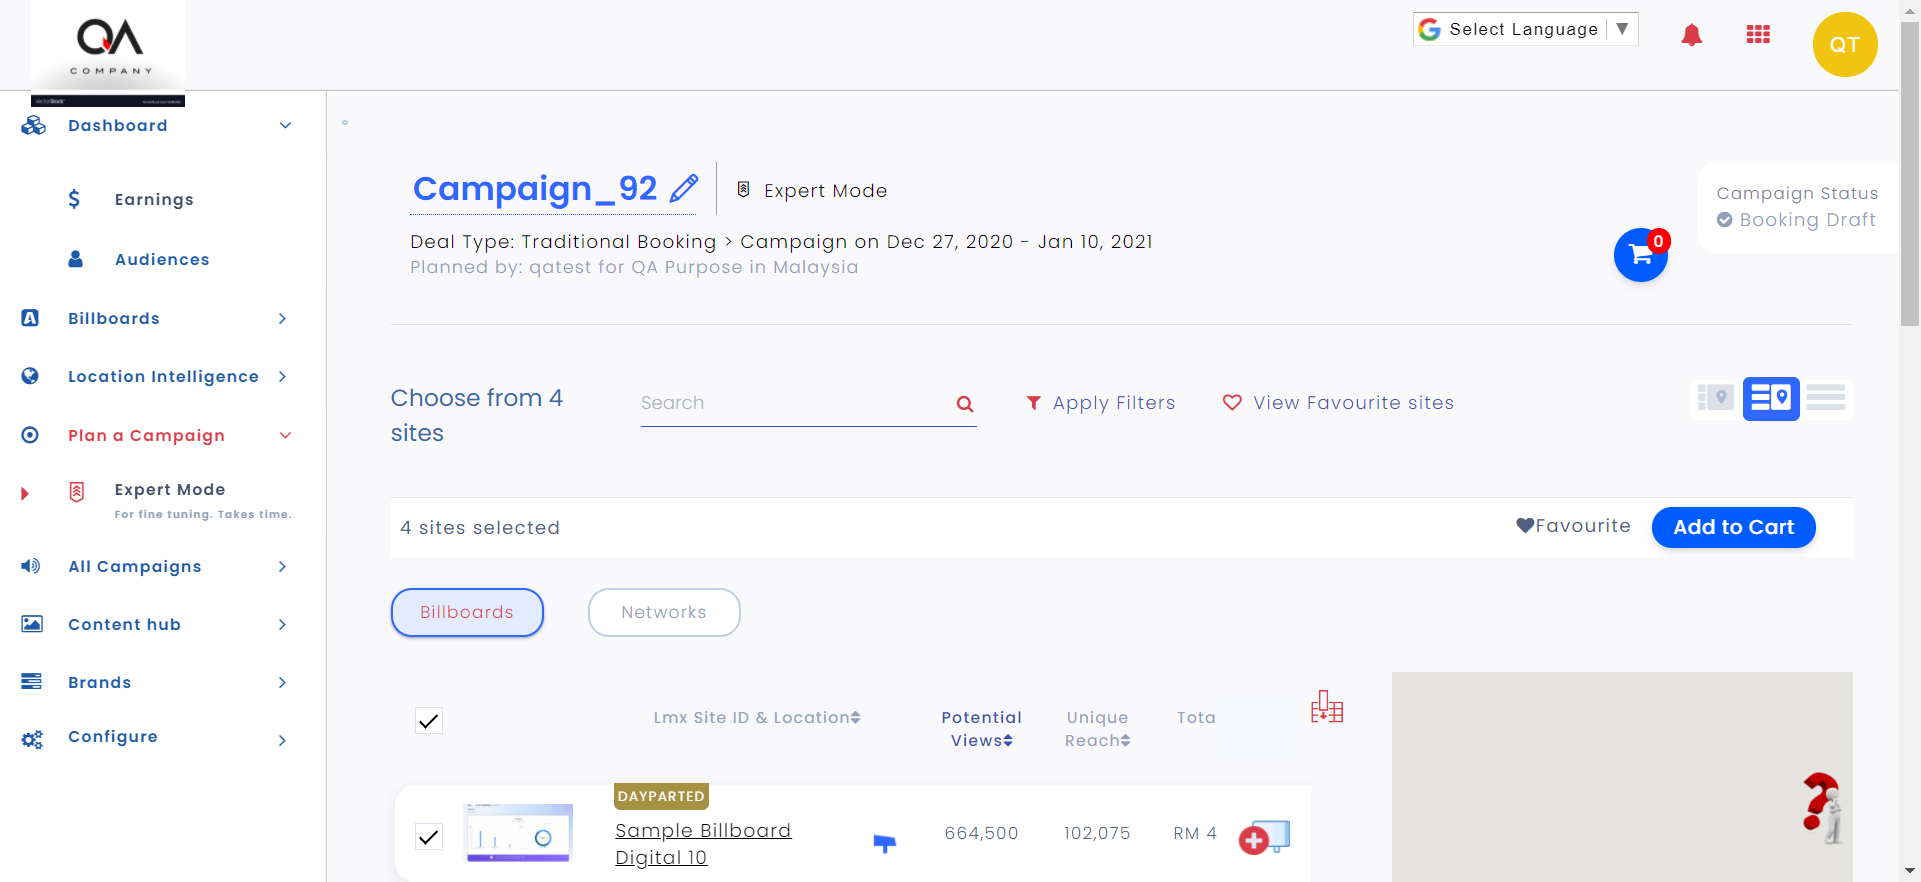 QA
COMPANY
Select Language
QT
Dashboard
Earnings
Audiences
Billboards
Location Intelligence
Plan a Campaign
Expert Mode
For fine tuning. Takes time.
All Campaigns
Content hub
Brands
Configure
Campaign_92
Expert Mode
Deal Type: Traditional Booking > Campaign on Dec 27, 2020 - Jan 10, 2021
Planned by: qatest for QA Purpose in Malaysia
0
Campaign Status
Booking Draft
Choose from 4
sites
Search
Apply Filters
View Favourite sites
4 sites selected
Favourite
Add to Cart
Billboards
Networks
Lmx Site ID & Location
Potential
Views
Unique
Reach
Tota
DAYPARTED
Sample Billboard
Digital 10
664,500
102,075
RM 4